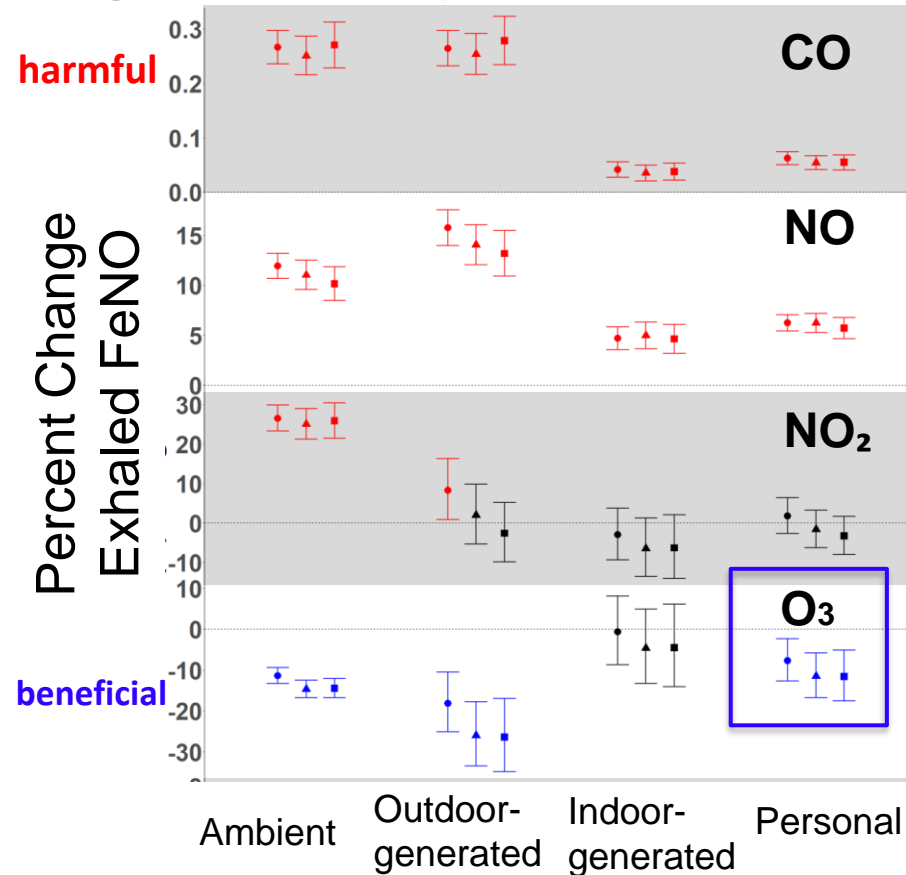 0.3
CO
harmful
0.2
0.1
0.0
Percent Change
Exhaled FeNO
NO
15
10
5
0
30
NO₂
20
10
0
-10
10
O3
0
-10
beneficial
-20
-30
Ambient
Outdoor-
generated
Indoor-
generated
Personal